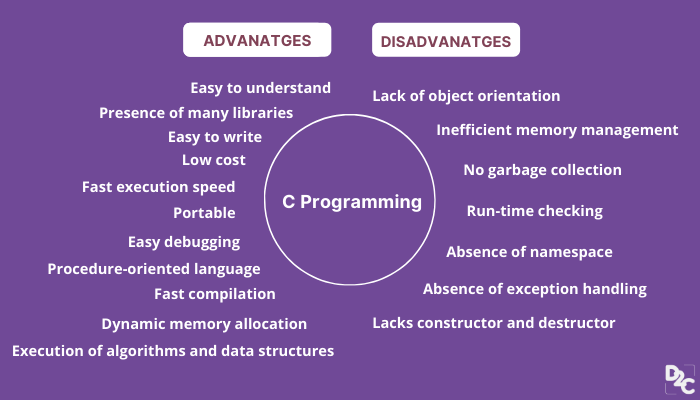 ADVANATGES
DISADVANATGES
Easy to understand
Presence of many libraries
Easy to write
Low cost
Fast execution speed
Portable
Easy debugging
Procedure-oriented language
Fast compilation
Dynamic memory allocation
Execution of algorithms and data structures
C Programming
Lack of object orientation
Inefficient memory management
No garbage collection
Run-time checking
Absence of namespace
Absence of exception handling
Lacks constructor and destructor
D2C